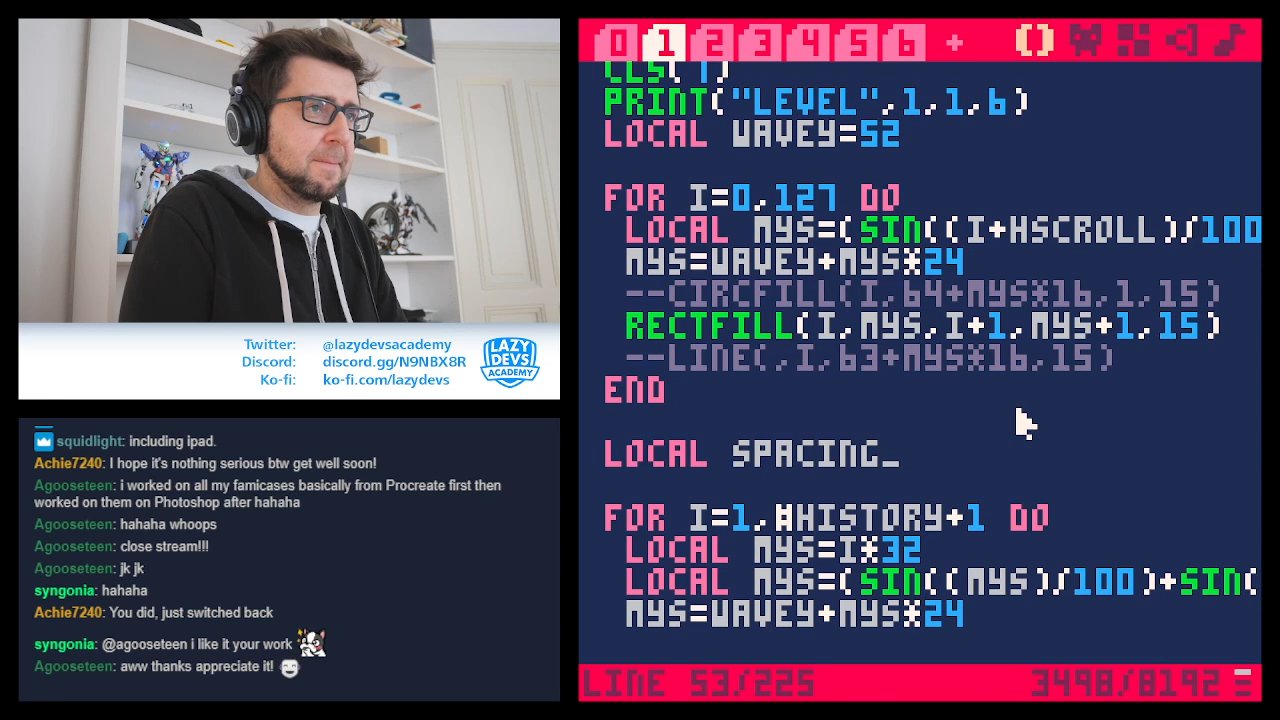 Twitter: @lazydevsacademy
Discord: discord.gg/N9NBX8R
Ko-fi: ko-fi.com/lazydevs
LAZY
DEVS
ACADEMY
squidlight: including ipad.
Achie7240: I hope it's nothing serious btw get well soon!
Agooseteen: i worked on all my famicases basically from Procreate first then
worked on them on Photoshop after hahaha
Agooseteen: hahaha whoops
Agooseteen: close stream!!!
Agooseteen: jk jk
syngonia: hahaha
Achie7240: You did, just switched back
syngonia: @agooseteen i like it your work
Agooseteen: aww thanks appreciate it!
0 1 2 3 4 5 6 +
CLS(1)
PRINT("LEVEL",1,1,6)
LOCAL WAVEY=52
FOR I=0,127 DO
LOCAL MYS=(SIN((I+HSCROLL)/100
MYS=WAVEY+MYS*24
--CIRCFILL(I,64+MYS*16,1,15)
RECTFILL(I,MYS,I+1,MYS+1,15)
--LINE(,I,63+MYS*16,15)
END
LOCAL SPACING_
FOR I=1,#HISTORY+1 DO
LOCAL MYS=I*32
LOCAL MYS=(SIN((MYS)/100)+SIN(
MYS=WAVEY+MYS*24
LINE 53/225
3498/8192